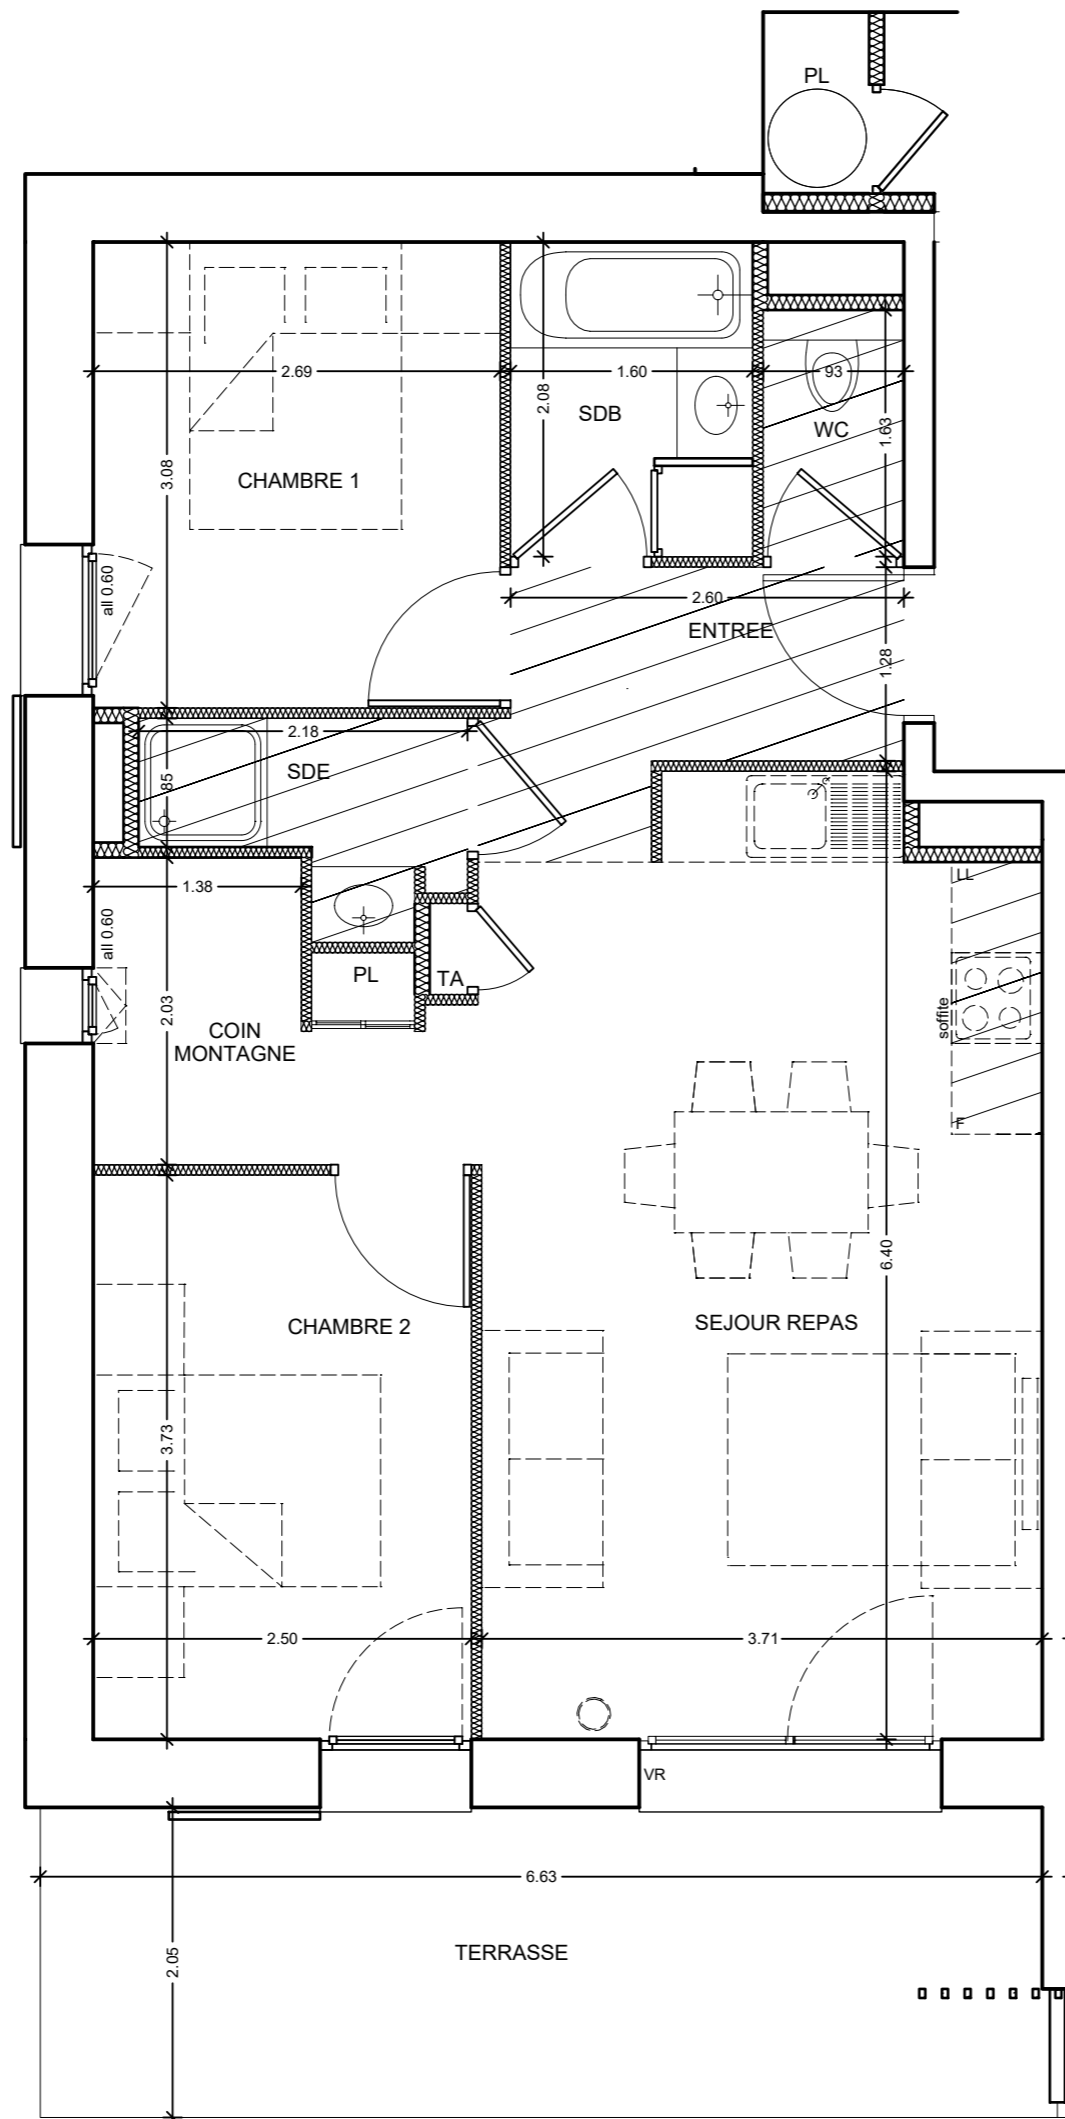 PL
2.69
1.60
93
2.08
SDB
WC
1.63
CHAMBRE 1
3.08
all 0.60
2.60
ENTREE
1.28
2.18
SDE
85
1.38
all 0.60
LL
PL
TA
2.03
COIN
MONTAGNE
soffite
F
6.40
CHAMBRE 2
SEJOUR REPAS
3.73
2.50
3.71
VR
6.63
TERRASSE
2.05